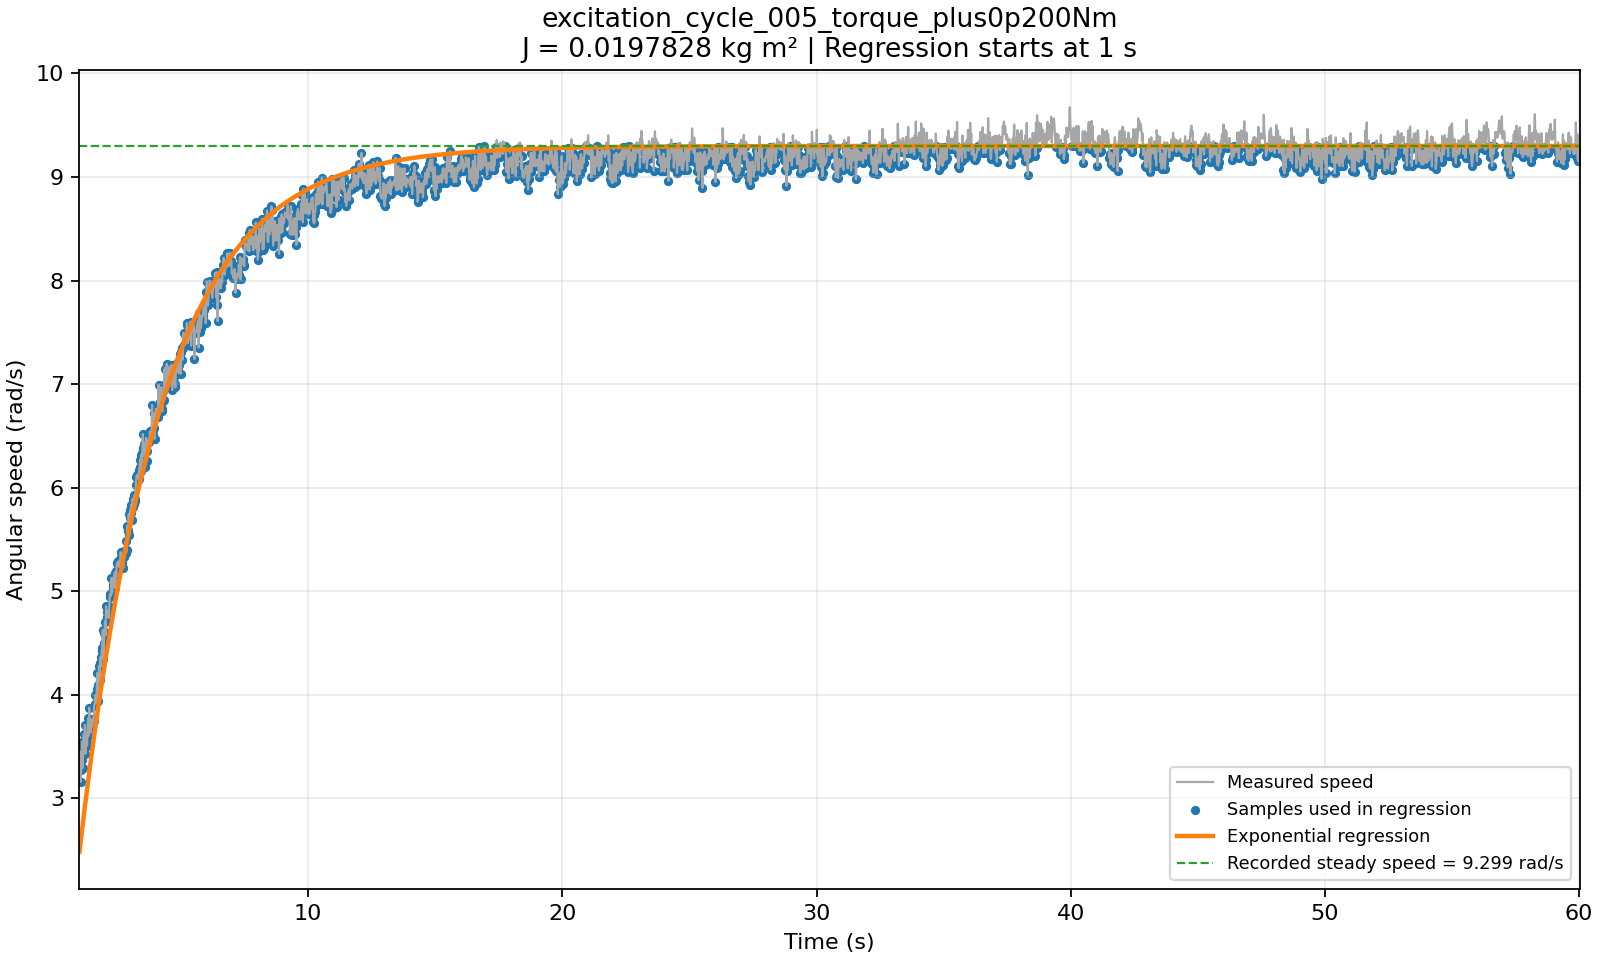 excitation_cycle_005_torque_plus0p200Nm
J = 0.0197828 kg m² | Regression starts at 1 s
Angular speed (rad/s)
10
9
8
7
6
5
4
3
Measured speed
Samples used in regression
Exponential regression
Recorded steady speed = 9.299 rad/s
10
20
30
40
50
60
Time (s)